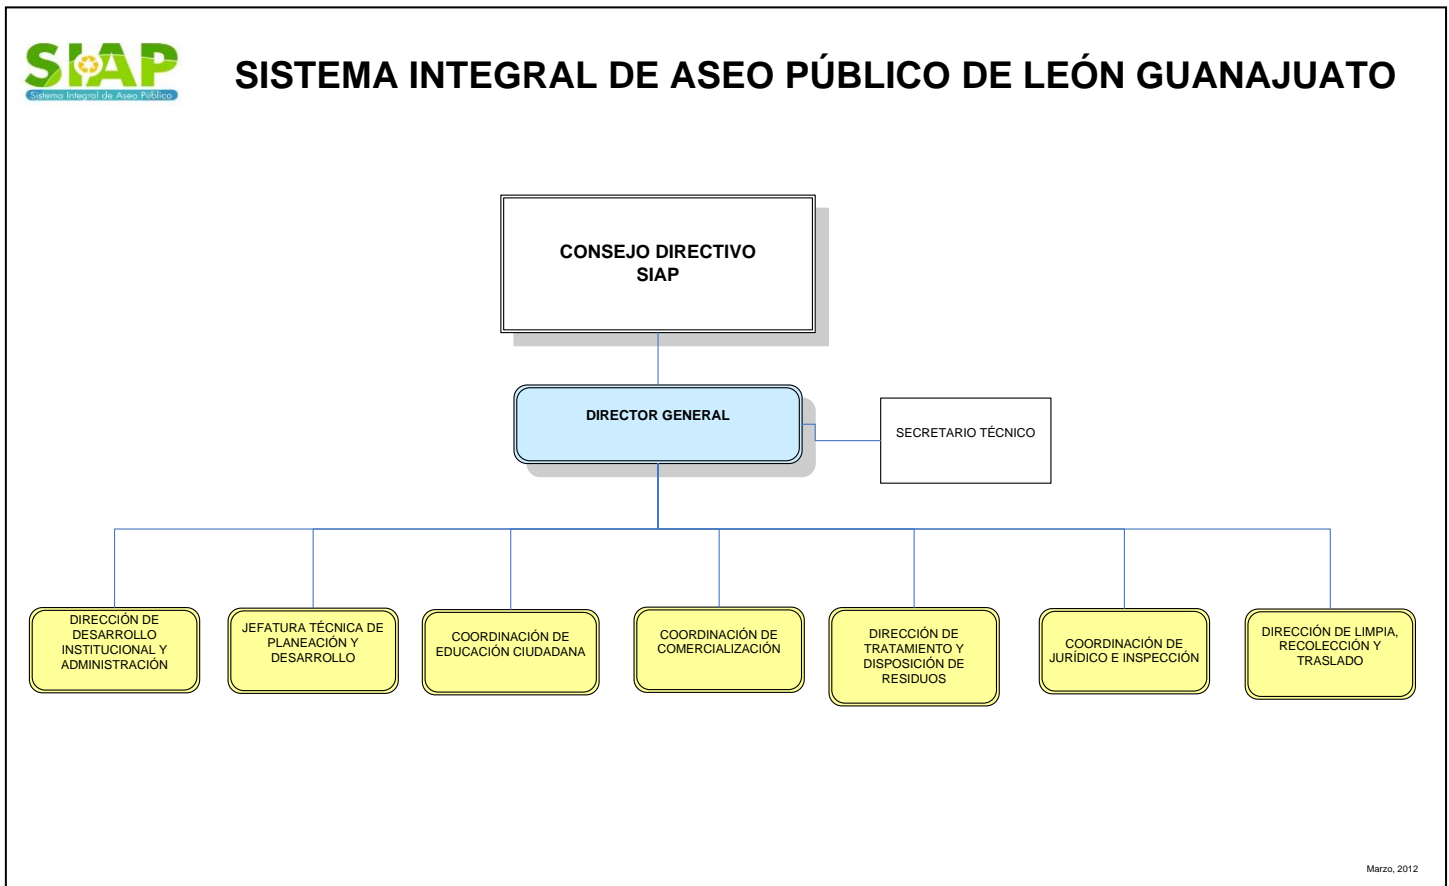 SIAP
Sistema Integral de Aseo Público
SISTEMA INTEGRAL DE ASEO PÚBLICO DE LEÓN GUANAJUATO
CONSEJO DIRECTIVO
SIAP
DIRECTOR GENERAL
SECRETARIO TÉCNICO
DIRECCIÓN DE
DESARROLLO
INSTITUCIONAL Y
ADMINISTRACIÓN
JEFATURA TÉCNICA DE
PLANEACIÓN Y
DESARROLLO
COORDINACIÓN DE
EDUCACIÓN CIUDADANA
COORDINACIÓN DE
COMERCIALIZACIÓN
DIRECCIÓN DE
TRATAMIENTO Y
DISPOSICIÓN DE
RESIDUOS
COORDINACIÓN DE
JURÍDICO E INSPECCIÓN
DIRECCIÓN DE LIMPIA,
RECOLECCIÓN Y
TRASLADO
Marzo, 2012